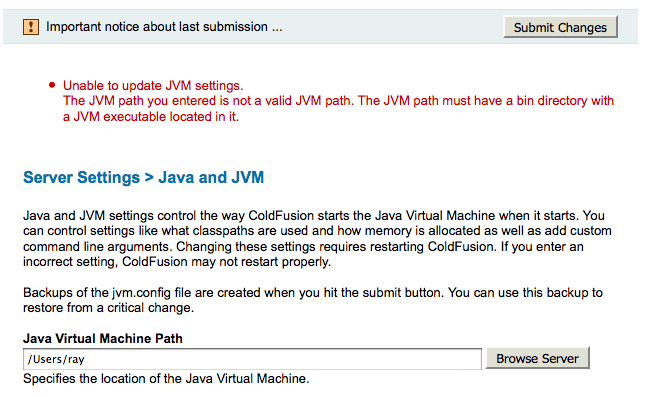 Important notice about last submission ...
Submit Changes
Unable to update JVM settings.
The JVM path you entered is not a valid JVM path. The JVM path must have a bin directory with
a JVM executable located in it.
Server Settings > Java and JVM
Java and JVM settings control the way ColdFusion starts the Java Virtual Machine when it starts. You
can control settings like what classpaths are used and how memory is allocated as well as add custom
command line arguments. Changing these settings requires restarting ColdFusion. If you enter an
incorrect setting, ColdFusion may not restart properly.
Backups of the jvm.config file are created when you hit the submit button. You can use this backup to
restore from a critical change.
Java Virtual Machine Path
/Users/ray
Browse Server
Specifies the location of the Java Virtual Machine.